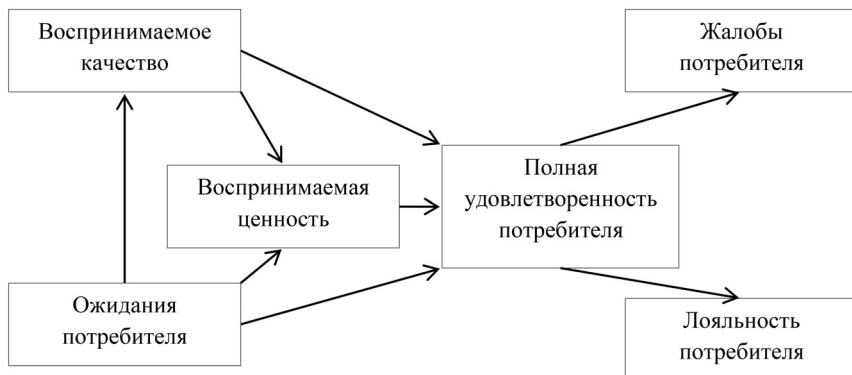 Воспринимаемое
качество
Жалобы
потребителя
Воспринимаемая
ценность
Полная
удовлетворенность
потребителя
Ожидания
потребителя
Лояльность
потребителя